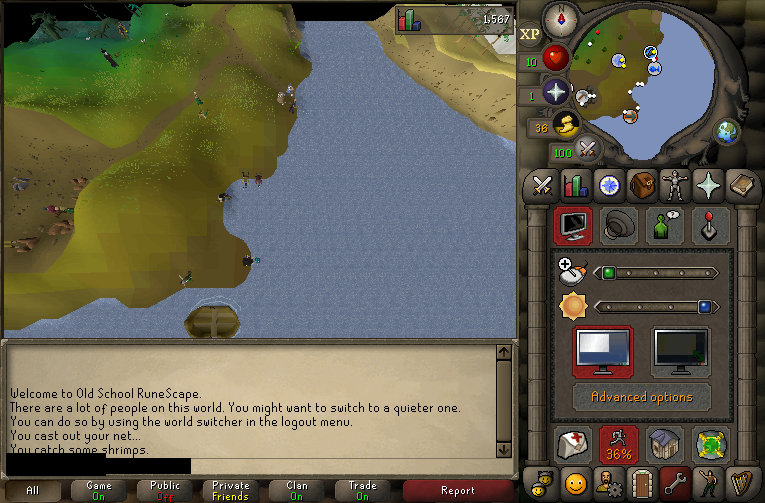 1,567
XP
10
1
36
100
Advanced options
36%
Welcome to Old School RuneScape.
There are a lot of people on this world. You might want to switch to a quieter one.
You can do so by using the world switcher in the logout menu.
You cast out your net...
You catch some shrimps.
All
Game
On
Public
Off
Private
Friends
Clan
On
Trade
On
Report